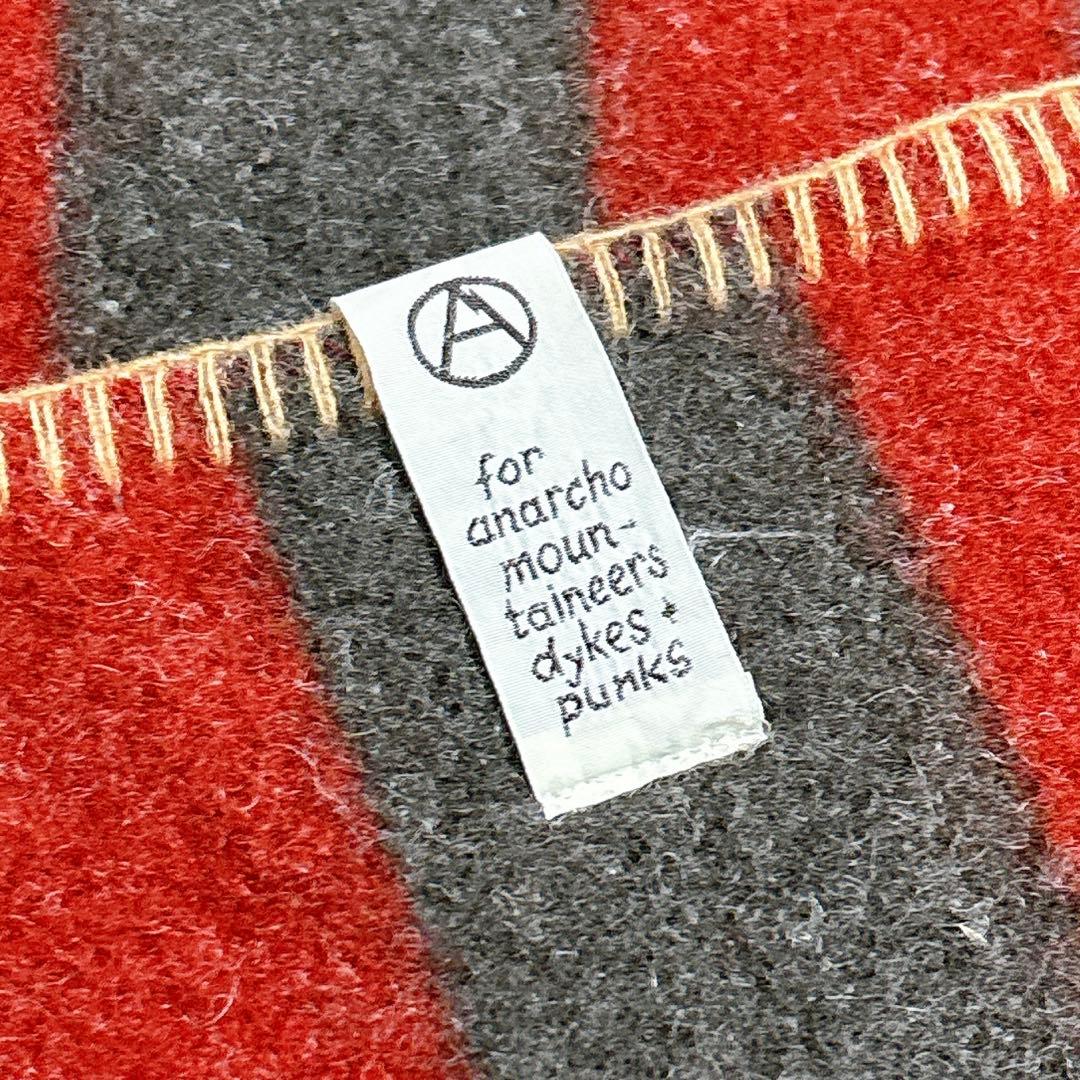 A
for
anarcho
moun-
taineers
dykes +
punks